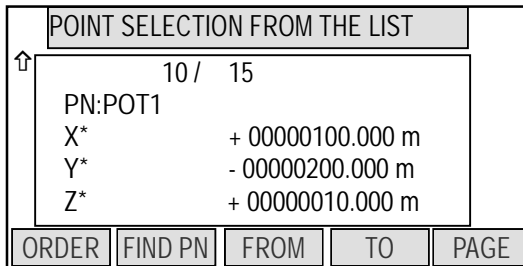 POINT SELECTION FROM THE LIST
10 / 15
PN:POT1
X* + 00000100.000 m
Y* - 00000200.000 m
Z* + 00000010.000 m
ORDER FIND PN FROM TO PAGE